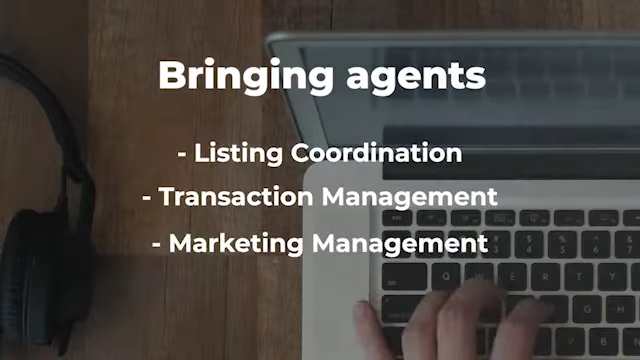 Bringing agents
- Listing Coordination
- Transaction Management
- Marketing Management